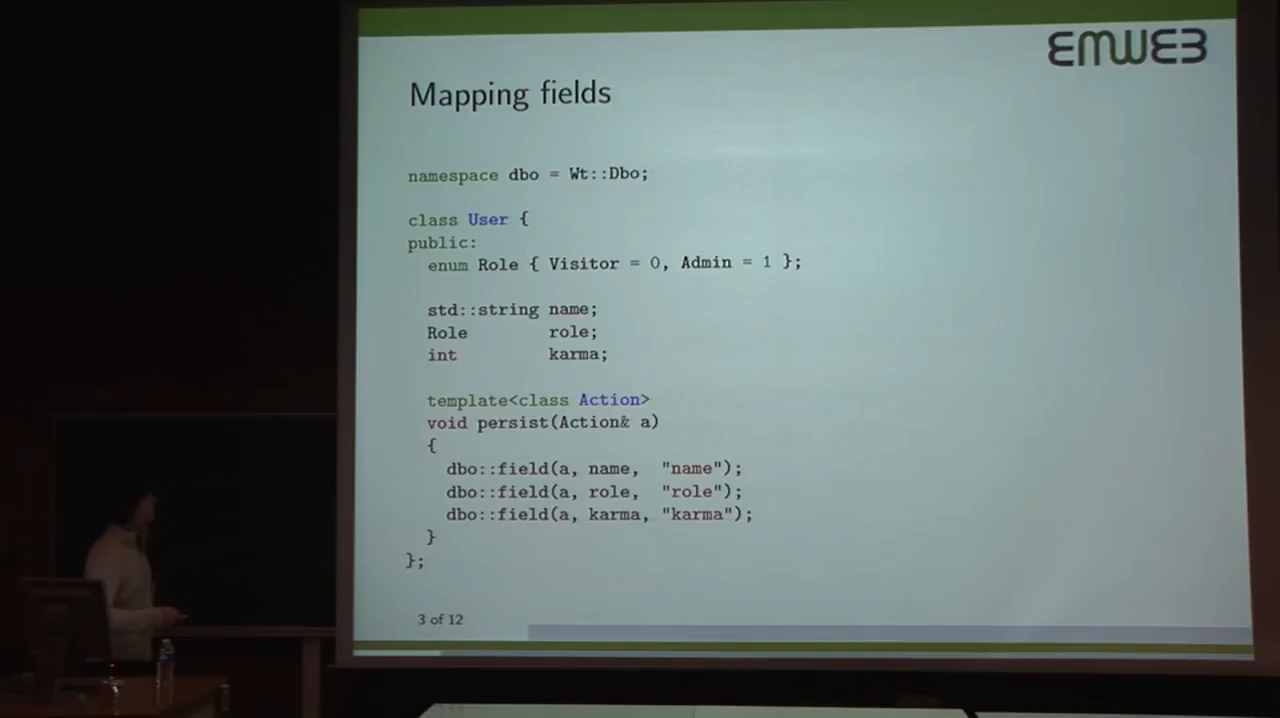 EMWEB
Mapping fields
namespace dbo = Wt::Dbo;
class User {
public:
enum Role { Visitor = 0, Admin = 1 };
std::string name;
Role role;
int karma;
template<class Action>
void persist(Action& a)
{
dbo::field(a, name, "name");
dbo::field(a, role, "role");
dbo::field(a, karma, "karma");
}
};
3 of 12